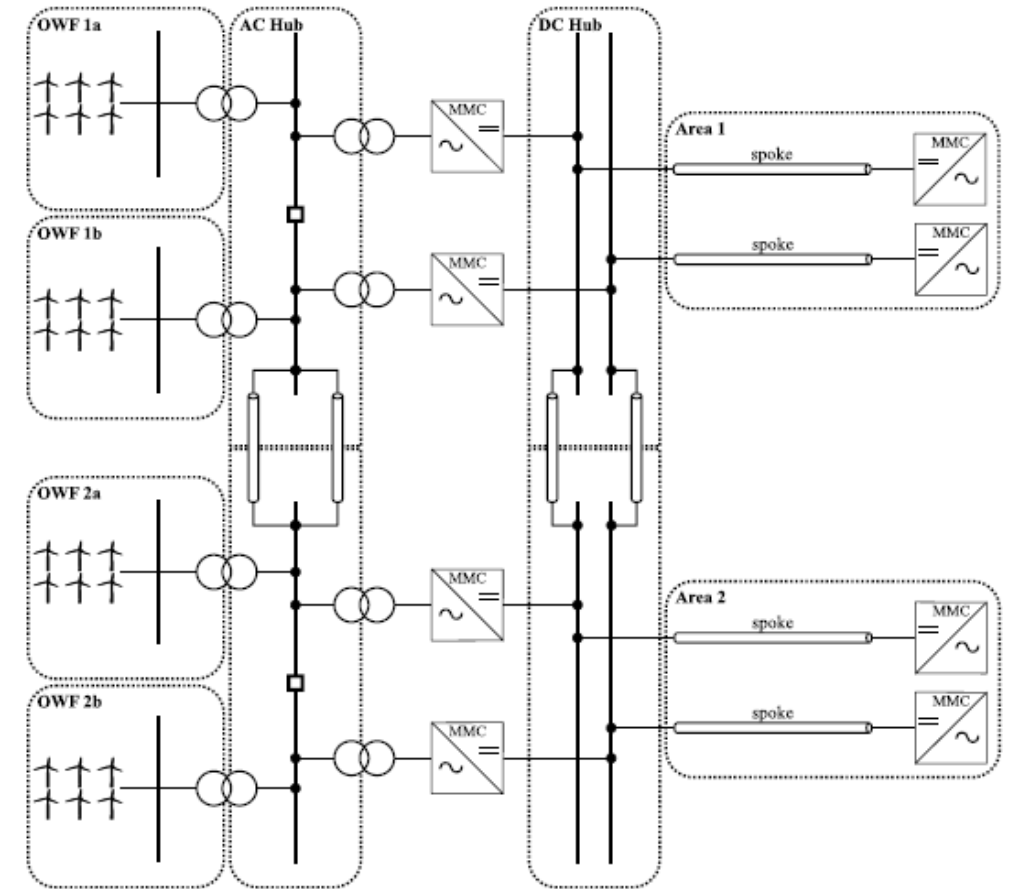 OWF 1a
AC Hub
DC Hub
MMC
Area 1
spoke
MMC
OWF 1b
MMC
spoke
MMC
OWF 2a
MMC
Area 2
spoke
MMC
OWF 2b
MMC
spoke
MMC